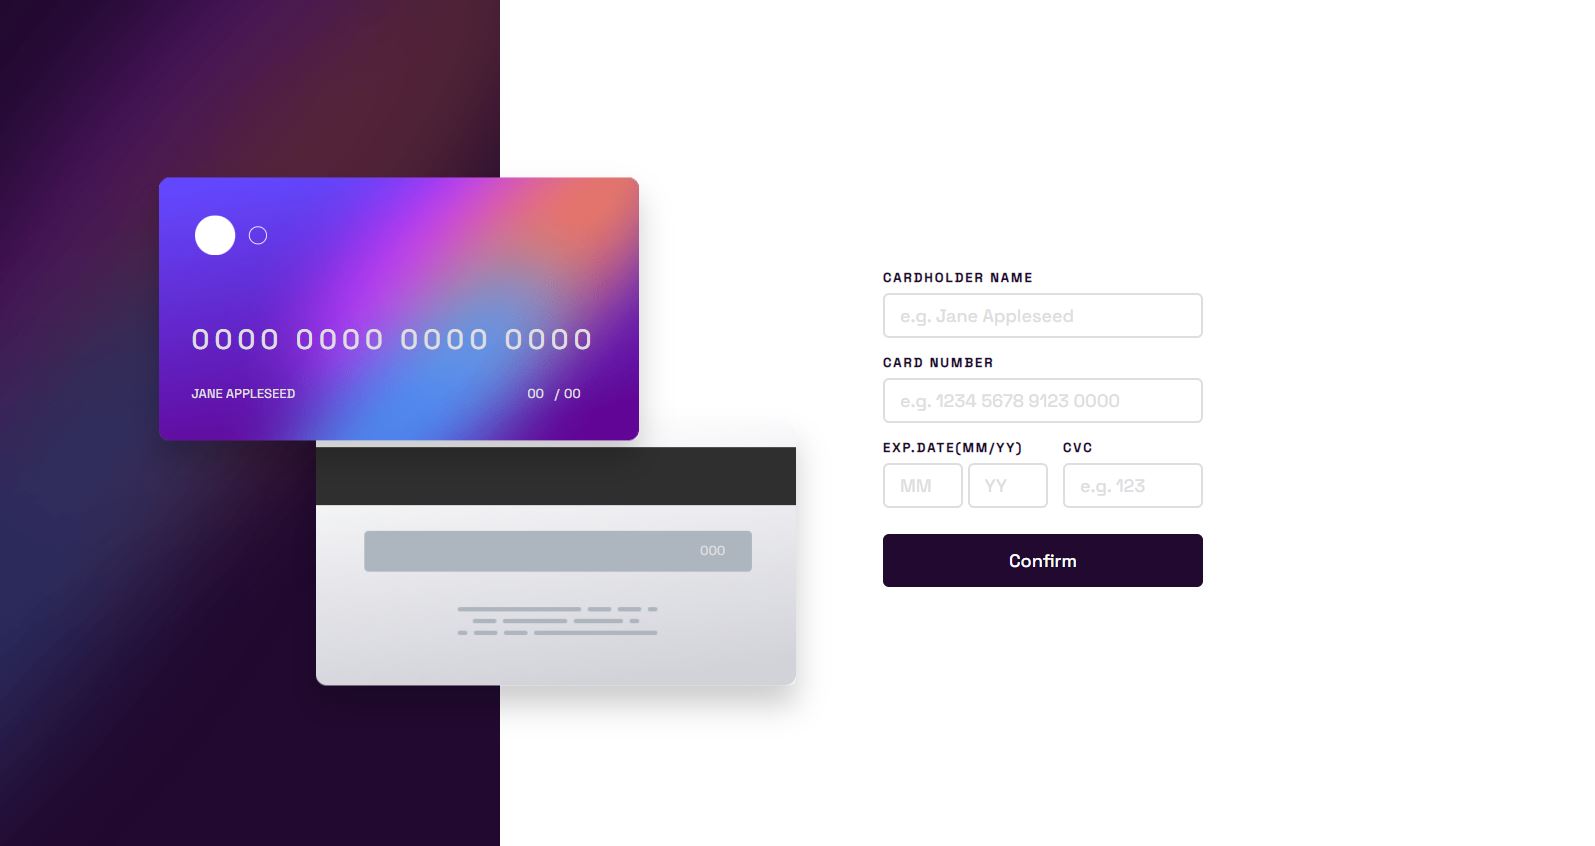 0000 0000 0000 0000
JANE APPLESEED 00 / 00
000
CARDHOLDER NAME
e.g. Jane Appleseed
CARD NUMBER
e.g. 1234 5678 9123 0000
EXP.DATE(MM/YY) CVC
MM YY e.g. 123
Confirm